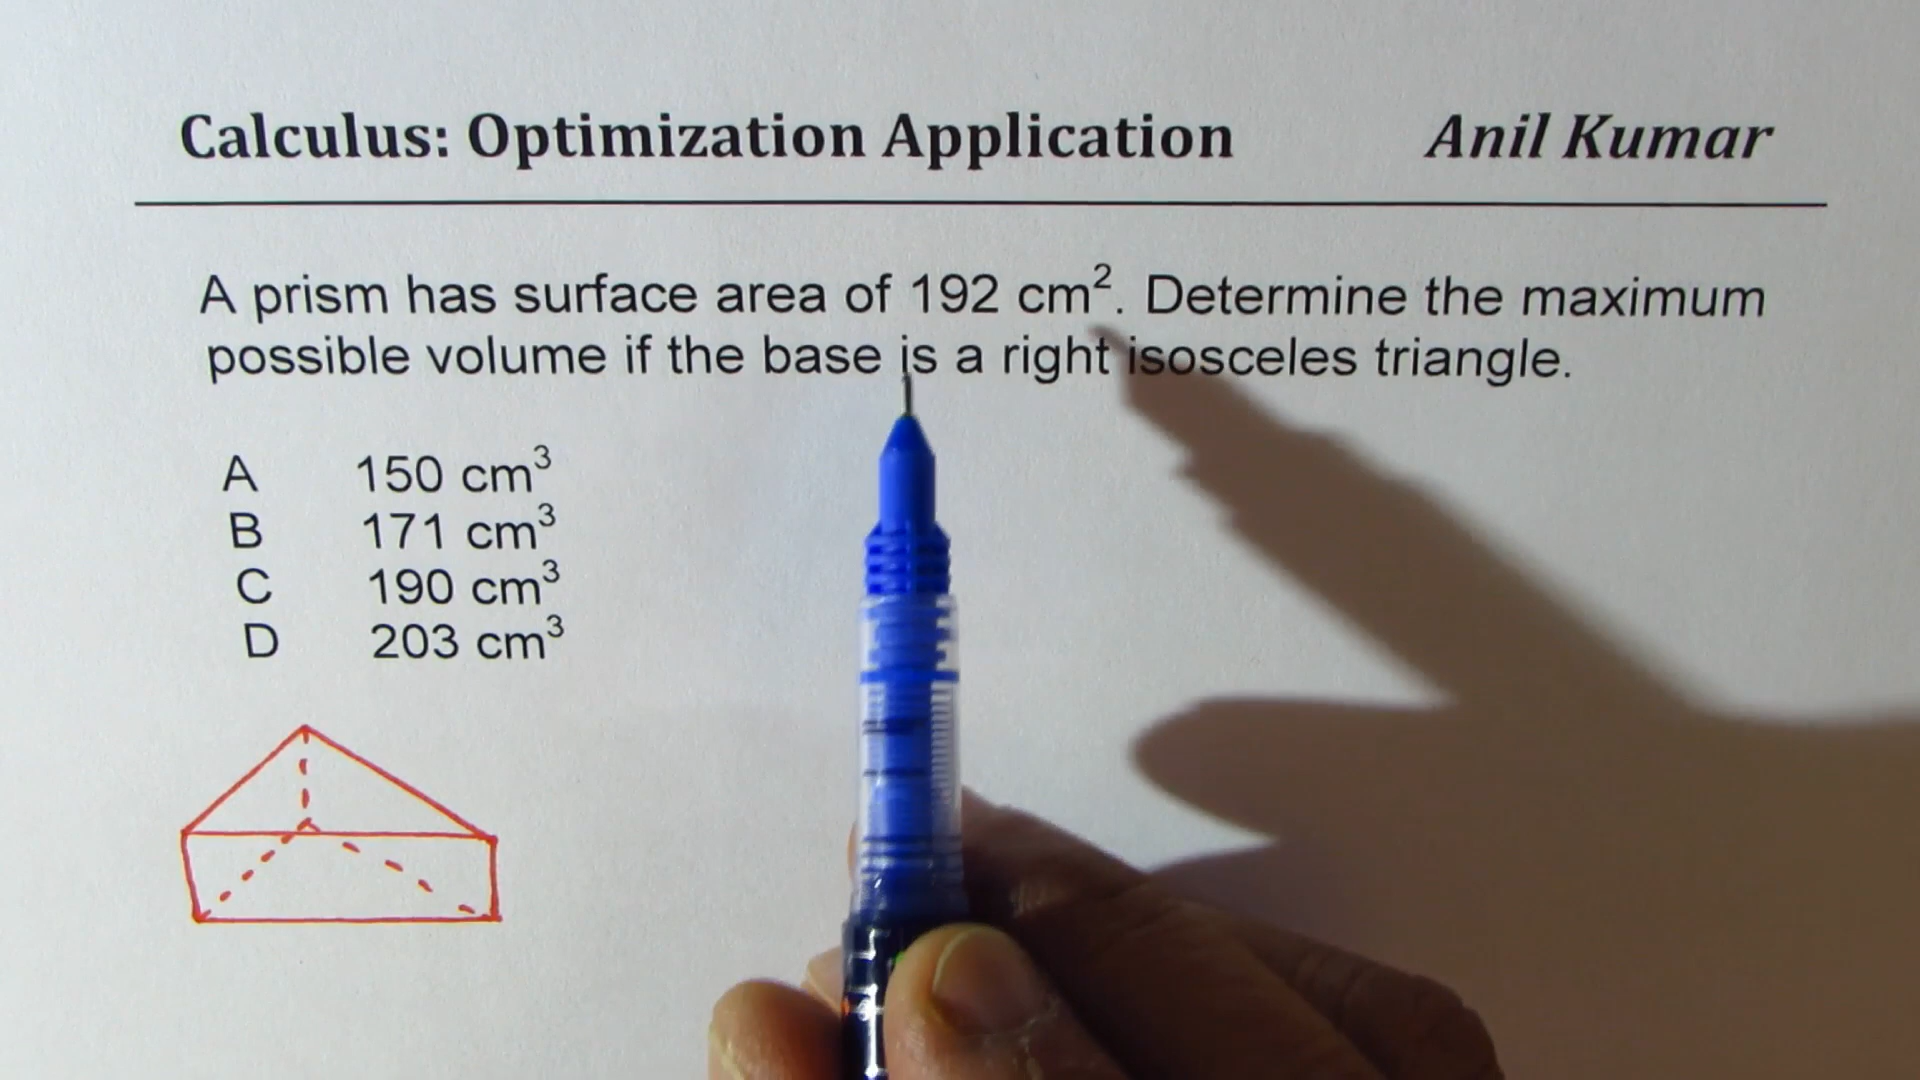 Calculus: Optimization Application Anil Kumar
A prism has surface area of 192 cm². Determine the maximum
possible volume if the base is a right isosceles triangle.
A 150 cm³
B 171 cm³
C 190 cm³
D 203 cm³